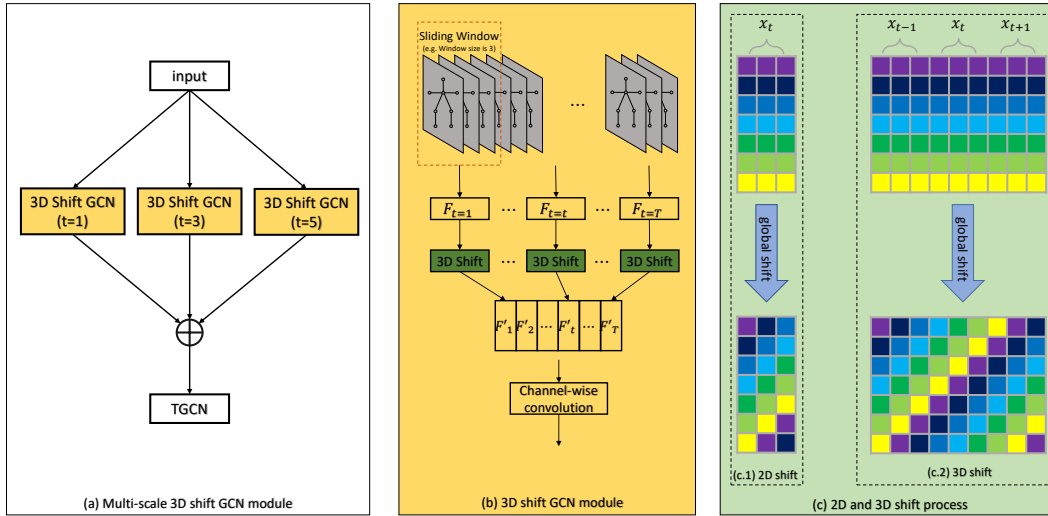 input
3D Shift GCN
(t=1)
3D Shift GCN
(t=3)
3D Shift GCN
(t=5)
TGCN
(a) Multi-scale 3D shift GCN module
Sliding Window
(e.g. Window size is 3)
...
F_{t=1} ... F_{t=t} ... F_{t=T}
3D Shift ... 3D Shift ... 3D Shift
F'_1 F'_2 ... F'_t ... F'_T
Channel-wise
convolution
(b) 3D shift GCN module
x_t
global shift
(c.1) 2D shift
x_{t-1} x_t x_{t+1}
global shift
(c.2) 3D shift
(c) 2D and 3D shift process